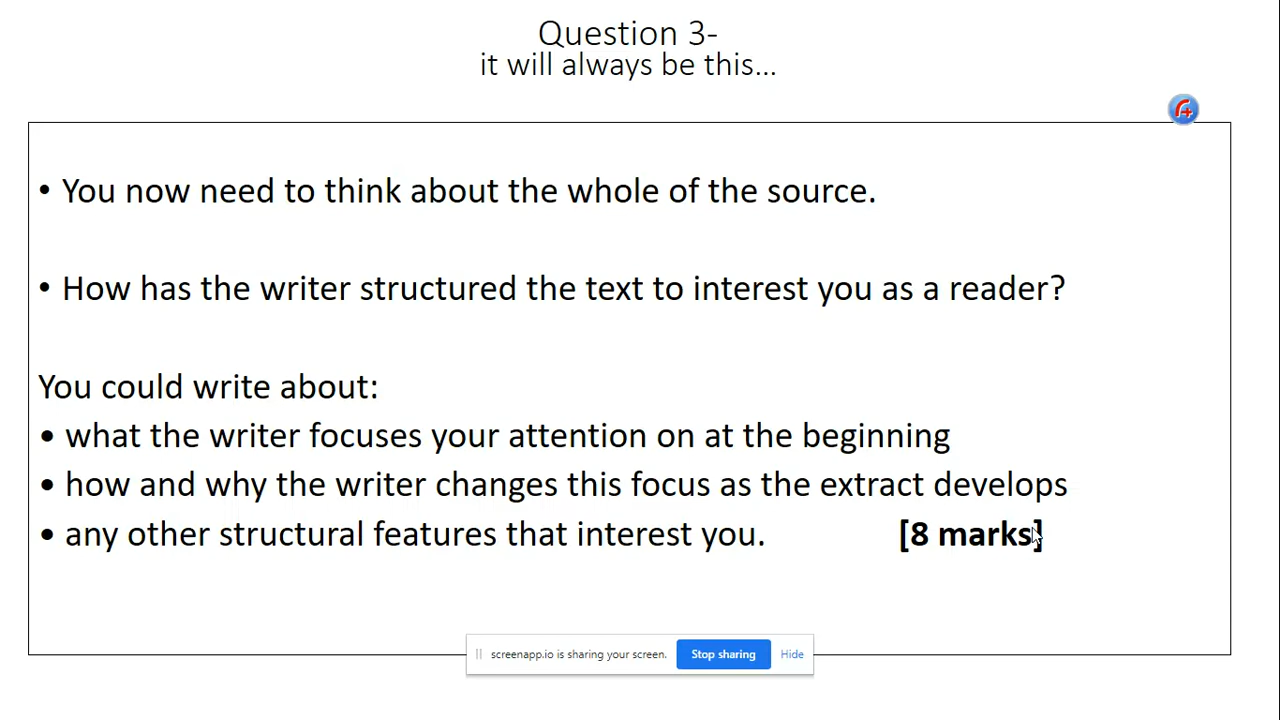 Question 3-
it will always be this...
• You now need to think about the whole of the source.
• How has the writer structured the text to interest you as a reader?
You could write about:
• what the writer focuses your attention on at the beginning
• how and why the writer changes this focus as the extract develops
• any other structural features that interest you. [8 marks]
screenapp.io is sharing your screen. Stop sharing Hide